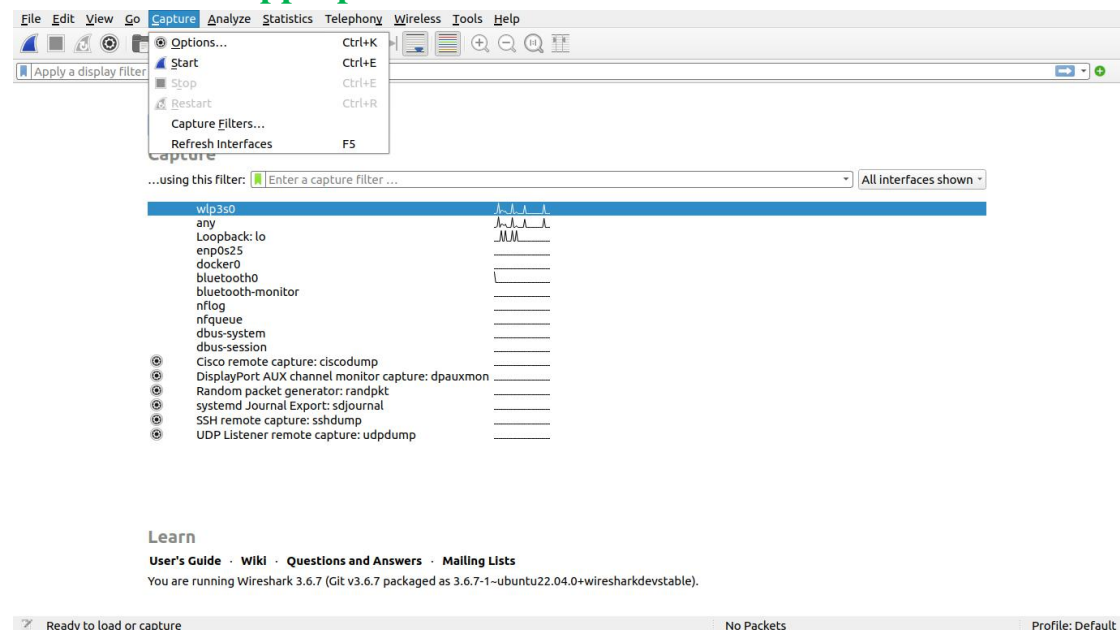 File Edit View Go Capture Analyze Statistics Telephony Wireless Tools Help
Options... Ctrl+K
Start Ctrl+E
Stop Ctrl+E
Restart Ctrl+R
Capture Filters...
Refresh Interfaces F5
Apply a display filter
Capture
...using this filter: Enter a capture filter ... All interfaces shown
wlp3s0
any
Loopback: lo
enp0s25
docker0
bluetooth0
bluetooth-monitor
nflog
nfqueue
dbus-system
dbus-session
Cisco remote capture: ciscodump
DisplayPort AUX channel monitor capture: dpauxmon
Random packet generator: randpkt
systemd Journal Export: sdjournal
SSH remote capture: sshdump
UDP Listener remote capture: udpdump
Learn
User's Guide · Wiki · Questions and Answers · Mailing Lists
You are running Wireshark 3.6.7 (Git v3.6.7 packaged as 3.6.7-1~ubuntu22.04.0+wiresharkdevstable).
Ready to load or capture No Packets Profile: Default